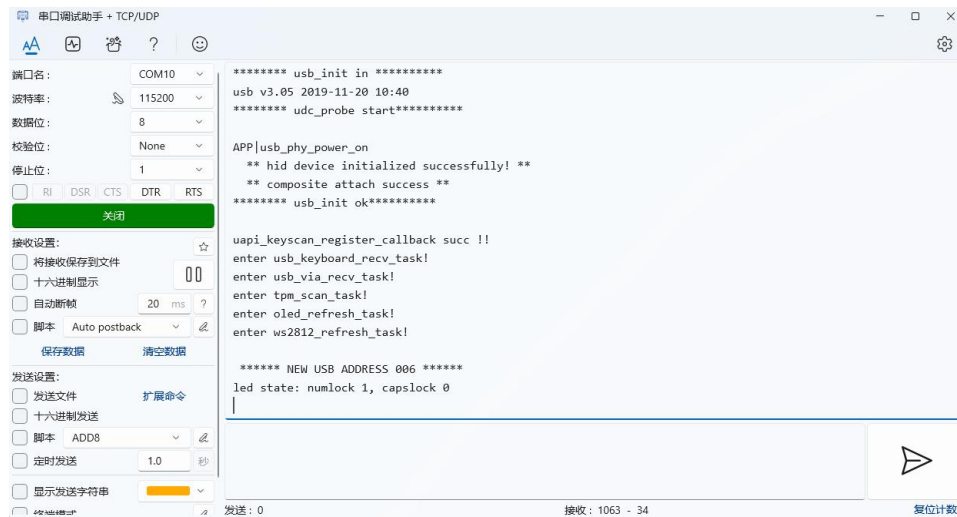 串口调试助手 + TCP/UDP
端口名: COM10
波特率: 115200
数据位: 8
校验位: None
停止位: 1
RI DSR CTS DTR RTS
关闭
接收设置:
将接收保存到文件
十六进制显示
自动断帧 20 ms ?
脚本 Auto postback
保存数据 清空数据
发送设置:
发送文件 扩展命令
十六进制发送
脚本 ADD8
定时发送 1.0 秒
显示发送字符串
终端模式
******** usb_init in **********
usb v3.05 2019-11-20 10:40
******** udc_probe start**********
APP|usb_phy_power_on
** hid device initialized successfully! **
** composite attach success **
******** usb_init ok**********
uapi_keyscan_register_callback succ !!
enter usb_keyboard_recv_task!
enter usb_via_recv_task!
enter tpm_scan_task!
enter oled_refresh_task!
enter ws2812_refresh_task!
****** NEW USB ADDRESS 006 ******
led state: numlock 1, capslock 0
发送: 0 接收: 1063 - 34 复位计数